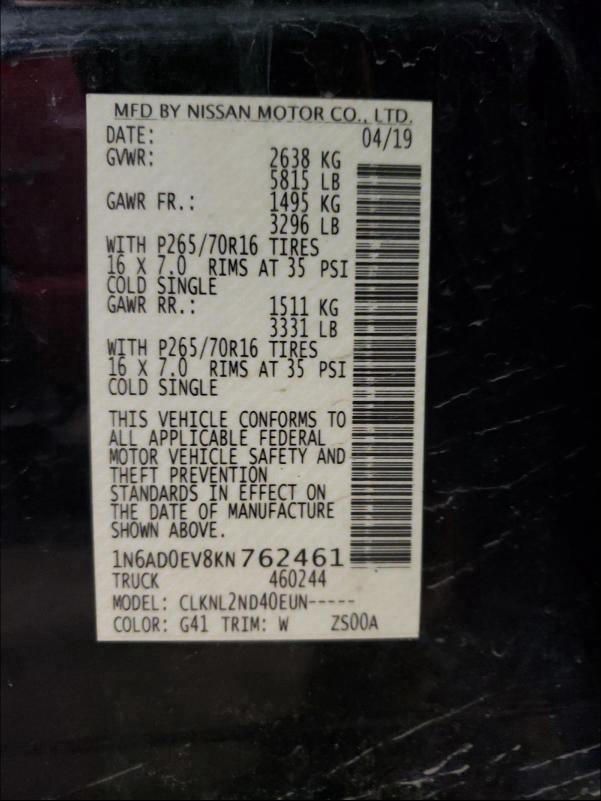 MFD BY NISSAN MOTOR CO., LTD.
DATE: 04/19
GVWR: 2638 KG
5815 LB
GAWR FR.: 1495 KG
3296 LB
WITH P265/70R16 TIRES
16 X 7.0 RIMS AT 35 PSI
COLD SINGLE
GAWR RR.: 1511 KG
3331 LB
WITH P265/70R16 TIRES
16 X 7.0 RIMS AT 35 PSI
COLD SINGLE
THIS VEHICLE CONFORMS TO
ALL APPLICABLE FEDERAL
MOTOR VEHICLE SAFETY AND
THEFT PREVENTION
STANDARDS IN EFFECT ON
THE DATE OF MANUFACTURE
SHOWN ABOVE.
1N6AD0EV8KN762461
TRUCK 460244
MODEL: CLKNL2ND40EUN-----
COLOR: G41 TRIM: W ZS00A